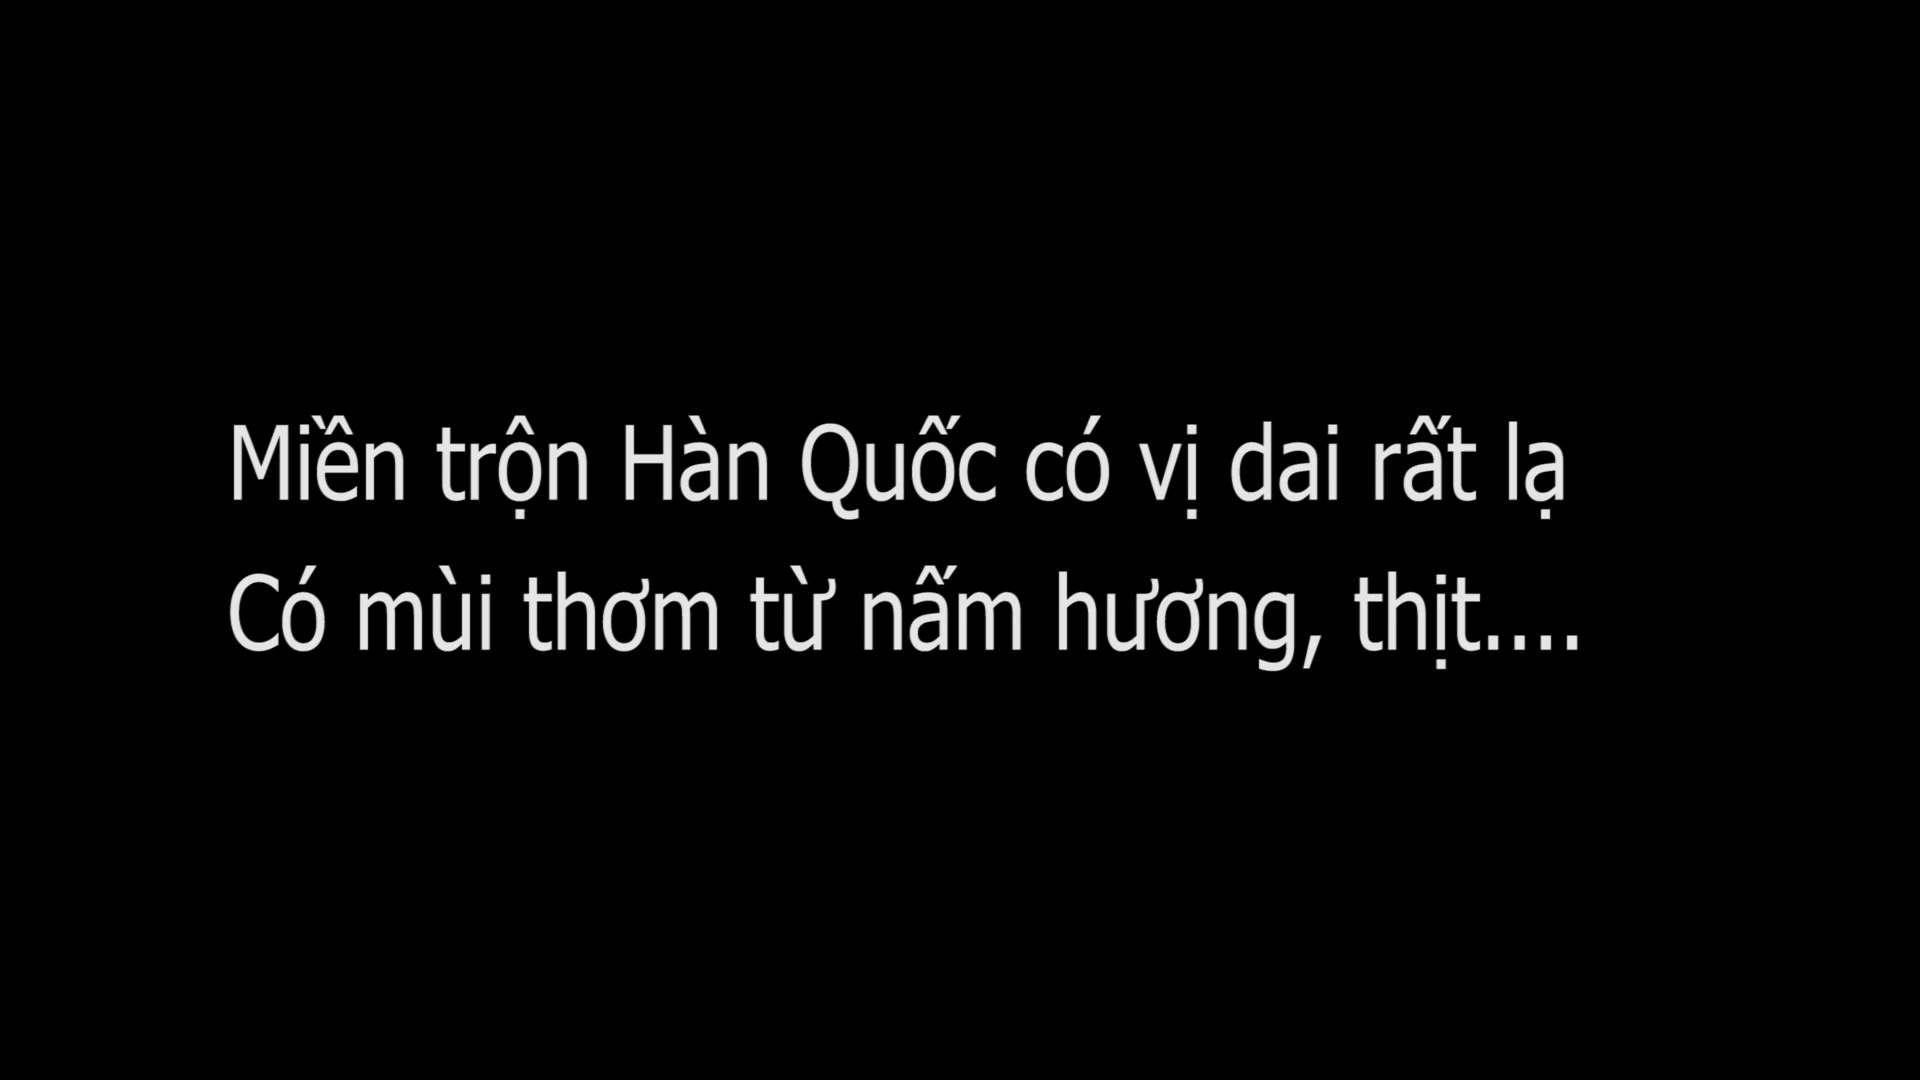 Miền trộn Hàn Quốc có vị dai rất lạ
Có mùi thơm từ nấm hương, thịt....